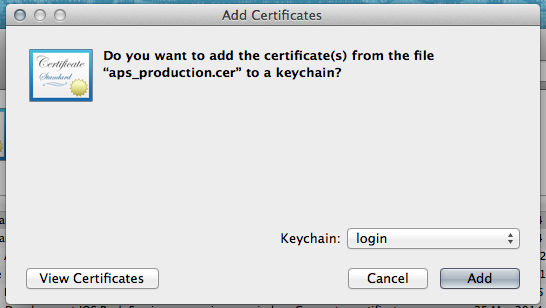 Add Certificates
Certificate
Standard
Do you want to add the certificate(s) from the file
“aps_production.cer” to a keychain?
Keychain: login
View Certificates Cancel Add